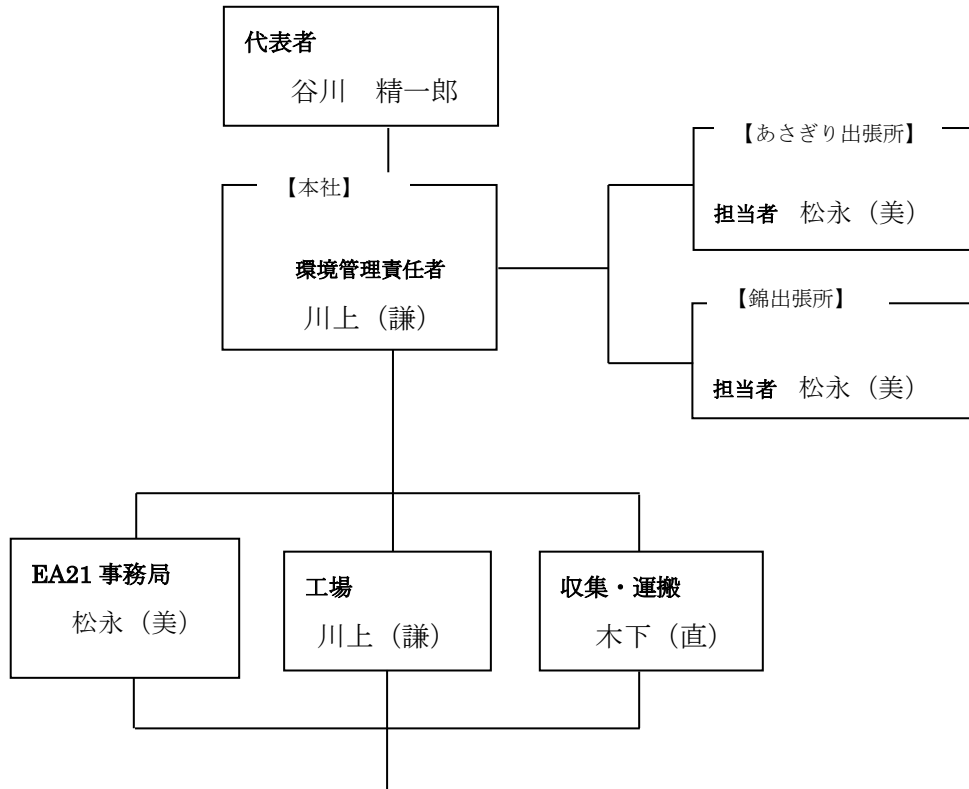 代表者
谷川　精一郎
【本社】
環境管理責任者
川上（謙）
【あさぎり出張所】
担当者　松永（美）
【錦出張所】
担当者　松永（美）
EA21 事務局
松永（美）
工場
川上（謙）
収集・運搬
木下（直）